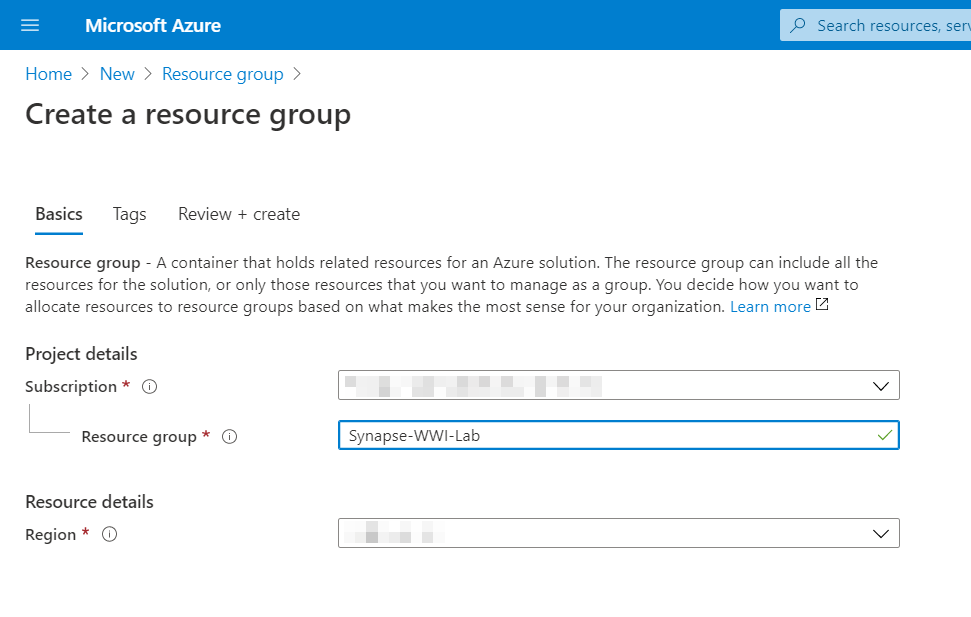 Microsoft Azure
Search resources, serv
Home > New > Resource group >
Create a resource group
Basics Tags Review + create
Resource group - A container that holds related resources for an Azure solution. The resource group can include all the
resources for the solution, or only those resources that you want to manage as a group. You decide how you want to
allocate resources to resource groups based on what makes the most sense for your organization. Learn more
Project details
Subscription *
Resource group *
Synapse-WWI-Lab
Resource details
Region *